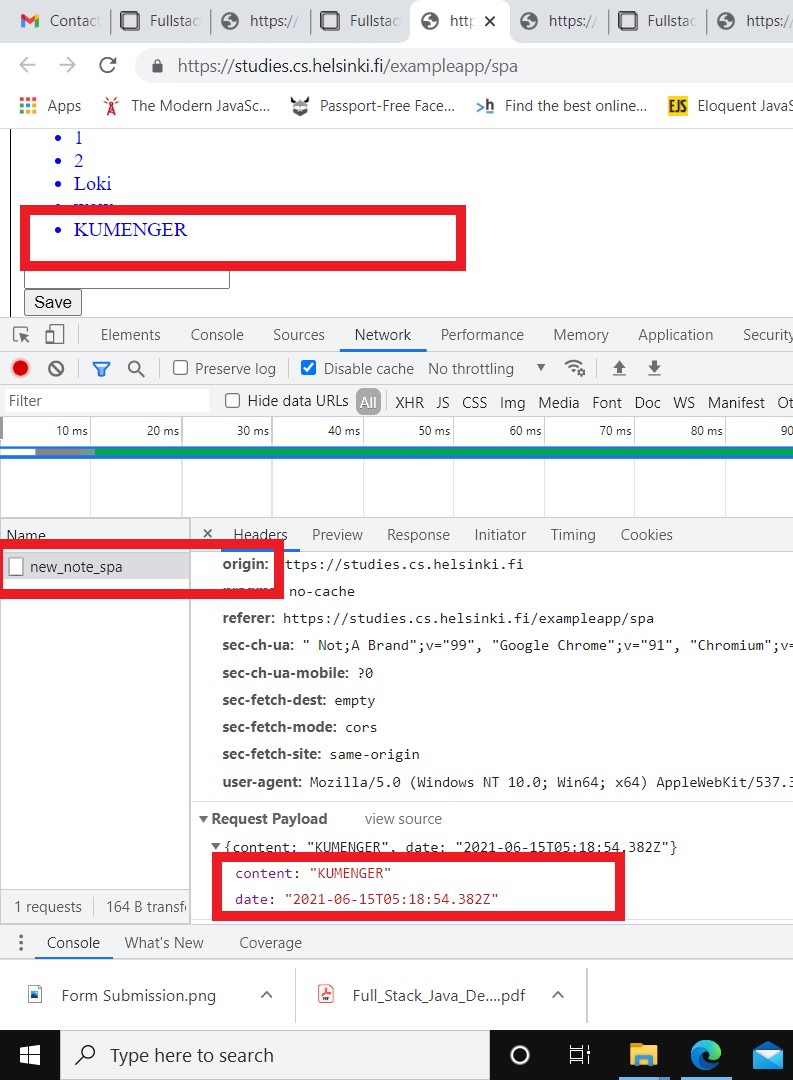 Contact Fullstac https:// Fullstac htt https:// Fullstac https:/
https://studies.cs.helsinki.fi/exampleapp/spa
Apps The Modern JavaSc... Passport-Free Face... Find the best online... EJS Eloquent JavaS
1
2
Loki
KUMENGER
Save
Elements Console Sources Network Performance Memory Application Security
Preserve log Disable cache No throttling
Filter Hide data URLs All XHR JS CSS Img Media Font Doc WS Manifest Ot
10 ms 20 ms 30 ms 40 ms 50 ms 60 ms 70 ms 80 ms 90
Name Headers Preview Response Initiator Timing Cookies
new_note_spa
origin: ttps://studies.cs.helsinki.fi
no-cache
referer: https://studies.cs.helsinki.fi/exampleapp/spa
sec-ch-ua: " Not;A Brand";v="99", "Google Chrome";v="91", "Chromium";v=
sec-ch-ua-mobile: ?0
sec-fetch-dest: empty
sec-fetch-mode: cors
sec-fetch-site: same-origin
user-agent: Mozilla/5.0 (Windows NT 10.0; Win64; x64) AppleWebKit/537.3
Request Payload view source
{content: "KUMENGER", date: "2021-06-15T05:18:54.382Z"}
content: "KUMENGER"
date: "2021-06-15T05:18:54.382Z"
1 requests 164 B transf
Console What's New Coverage
Form Submission.png Full_Stack_Java_De....pdf
Type here to search